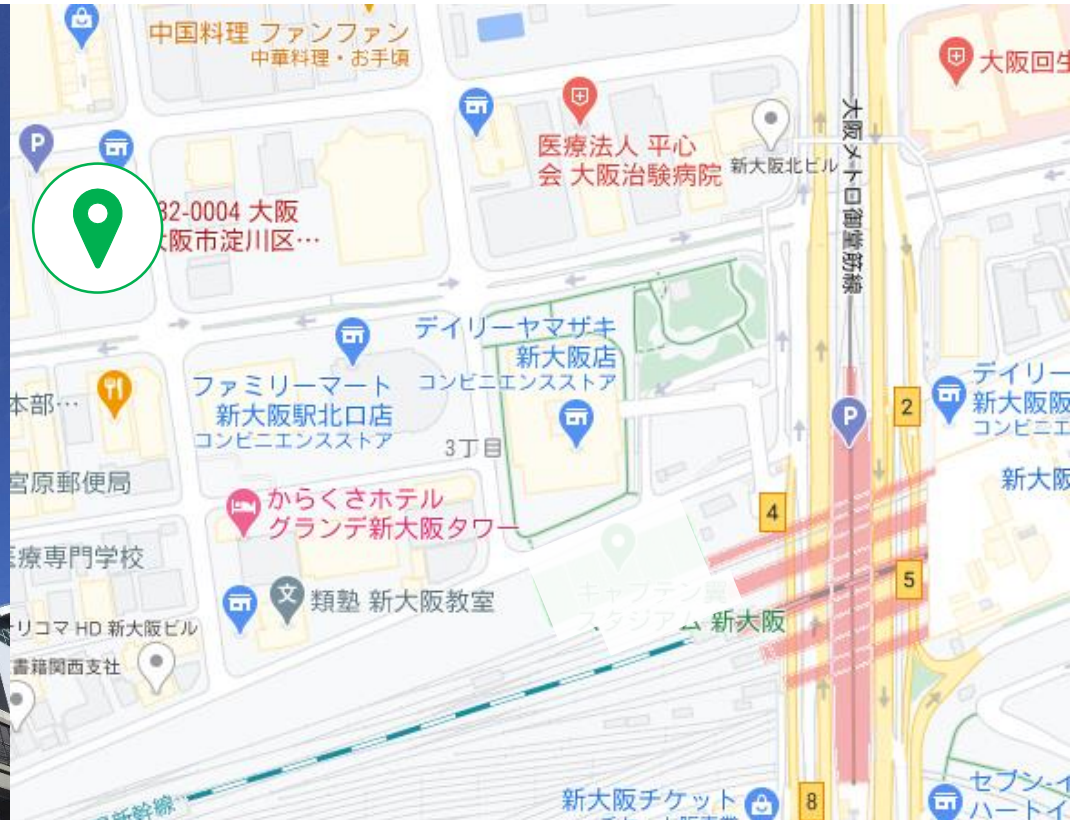 中国料理 ファンファン
中華料理・お手頃
大阪回生
医療法人 平心
会 大阪治験病院
新大阪北ビル
大阪メトロ御堂筋線
P
32-0004 大阪
大阪市淀川区…
デイリーヤマザキ
新大阪店
コンビニエンスストア
ファミリーマート
新大阪駅北口店
コンビニエンスストア
本部…
3丁目
P
2
デイリー
新大阪阪
コンビニエ
宮原郵便局
新大阪
からくさホテル
グランデ新大阪タワー
4
医療専門学校
5
キャプテン翼
スタジアム 新大阪
文
類塾 新大阪教室
リコマ HD 新大阪ビル
書籍関西支社
新幹線
新大阪チケット
8
セブン-イ
ハートイ